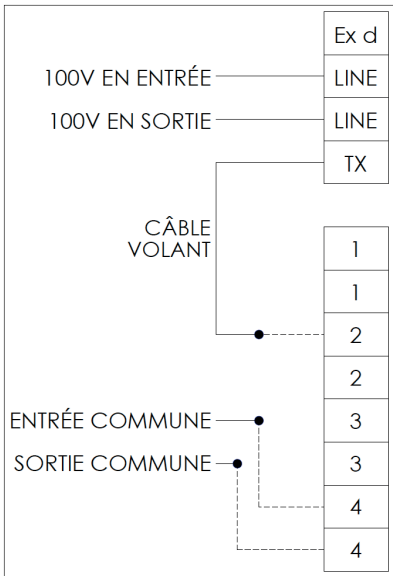 Ex d
100V EN ENTRÉE LINE
100V EN SORTIE LINE
TX
CÂBLE
VOLANT
1
1
2
2
ENTRÉE COMMUNE 3
SORTIE COMMUNE 3
4
4